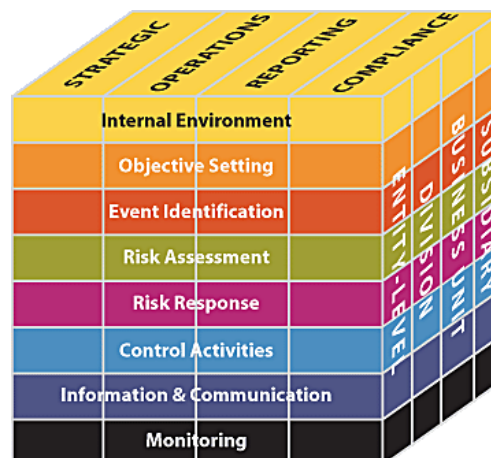 STRATEGIC
OPERATIONS
REPORTING
COMPLIANCE
Internal Environment
Objective Setting
Event Identification
Risk Assessment
Risk Response
Control Activities
Information & Communication
Monitoring
ENTITY-LEVEL
DIVISION
BUSINESS UNIT
SUBSIDIARY